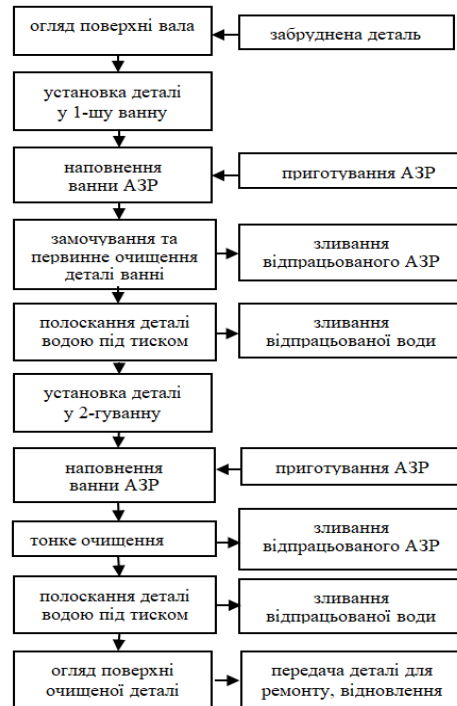 огляд поверхні вала
забруднена деталь
установка деталі
у 1-шу ванну
наповнення
ванни АЗР
приготування АЗР
замочування та
первинне очищення
деталі ванні
зливання
відпрацьованого АЗР
полоскання деталі
водою під тиском
зливання
відпрацьованої води
установка деталі
у 2-гуванну
наповнення
ванни АЗР
приготування АЗР
тонке очищення
зливання
відпрацьованого АЗР
полоскання деталі
водою під тиском
зливання
відпрацьованої води
огляд поверхні
очищеної деталі
передача деталі для
ремонту, відновлення